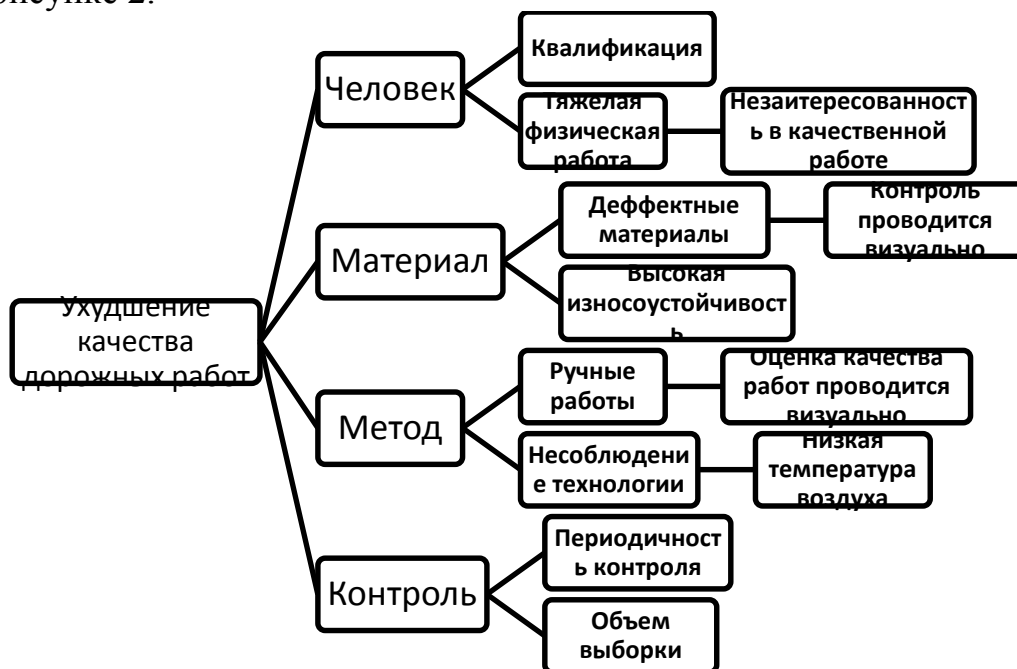 рисунке 2.
Человек
Квалификация
Тяжелая
физическая
работа
Незаитересованност
ь в качественной
работе
Материал
Деффектные
материалы
Контроль
проводится
визуально
Высокая
износоустойчивост
ь
Ухудшение
качества
дорожных работ
Метод
Ручные
работы
Оценка качества
работ проводится
визуально
Несоблюдени
е технологии
Низкая
температура
воздуха
Контроль
Периодичност
ь контроля
Объем
выборки